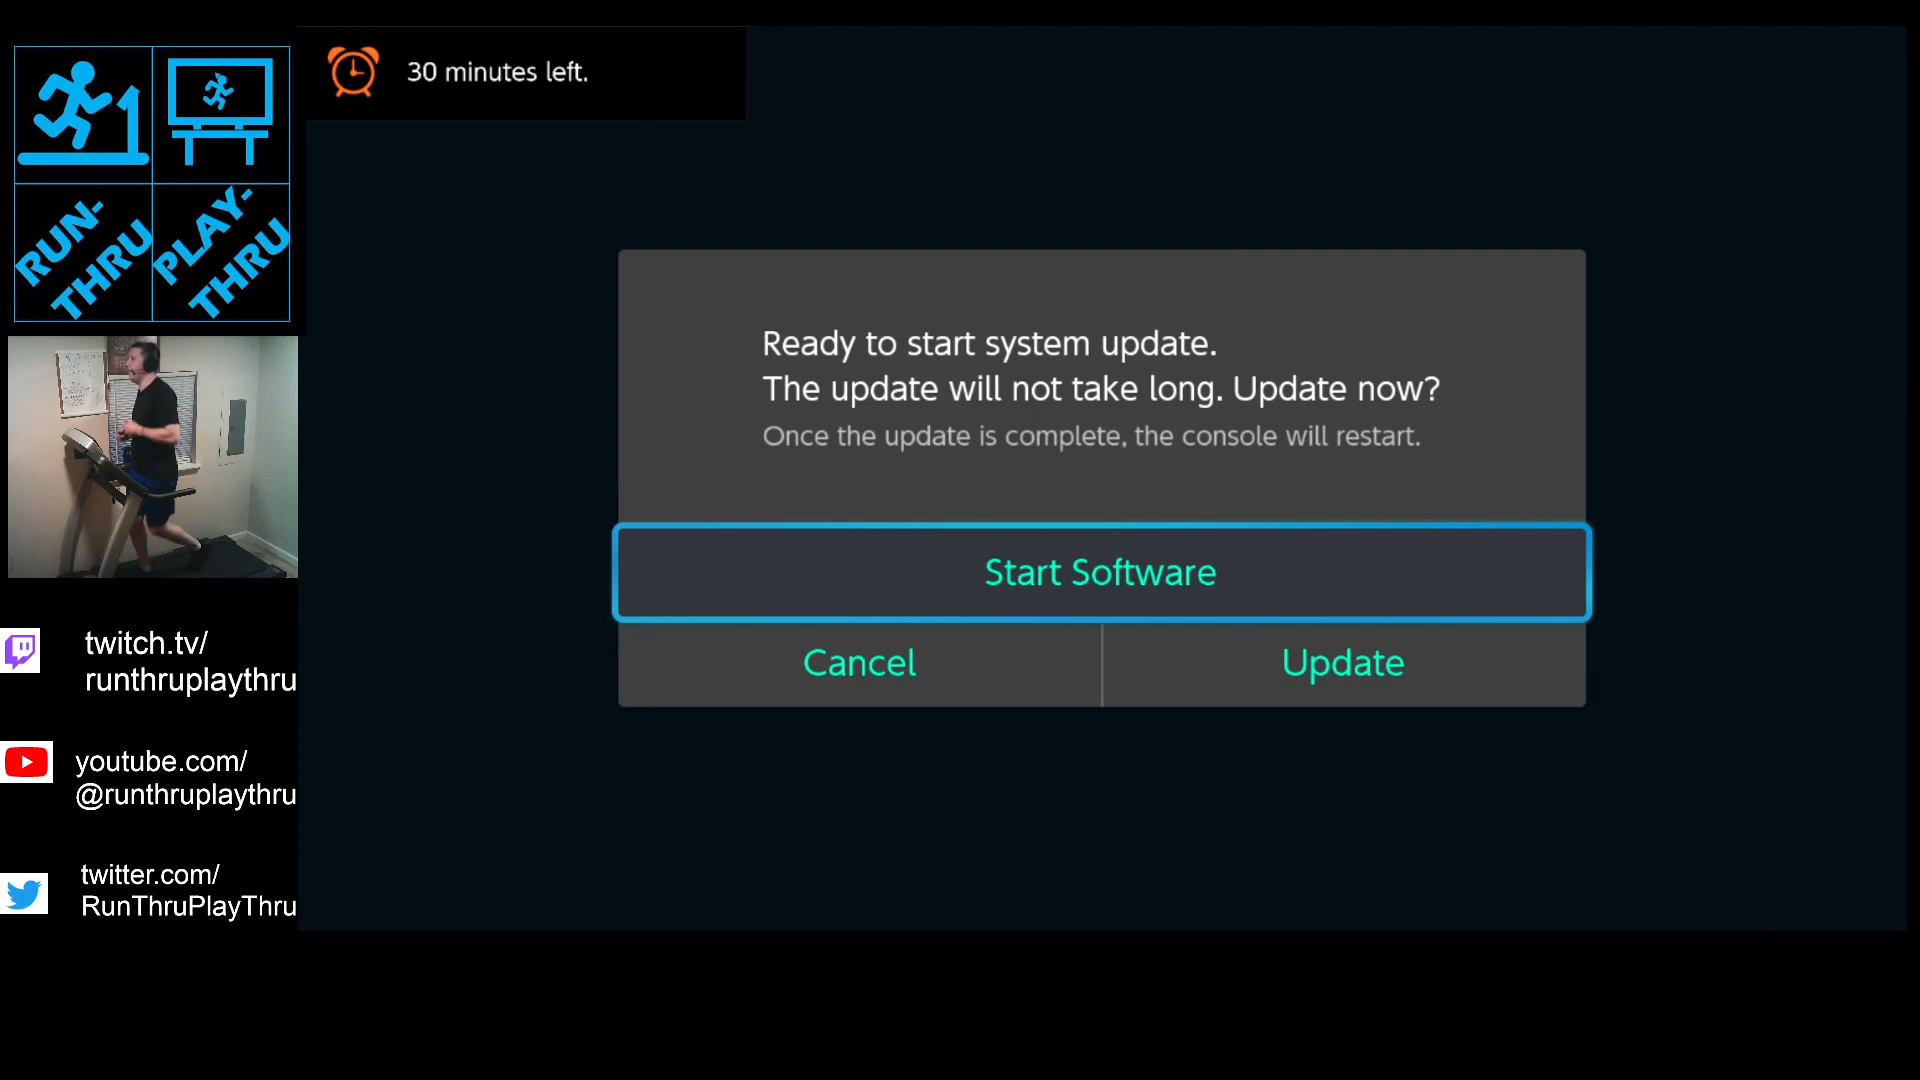 30 minutes left.
RUN-
THRU
PLAY-
THRU
Ready to start system update.
The update will not take long. Update now?
Once the update is complete, the console will restart.
Start Software
Cancel
Update
twitch.tv/
runthruplaythru
youtube.com/
@runthruplaythru
twitter.com/
RunThruPlayThru